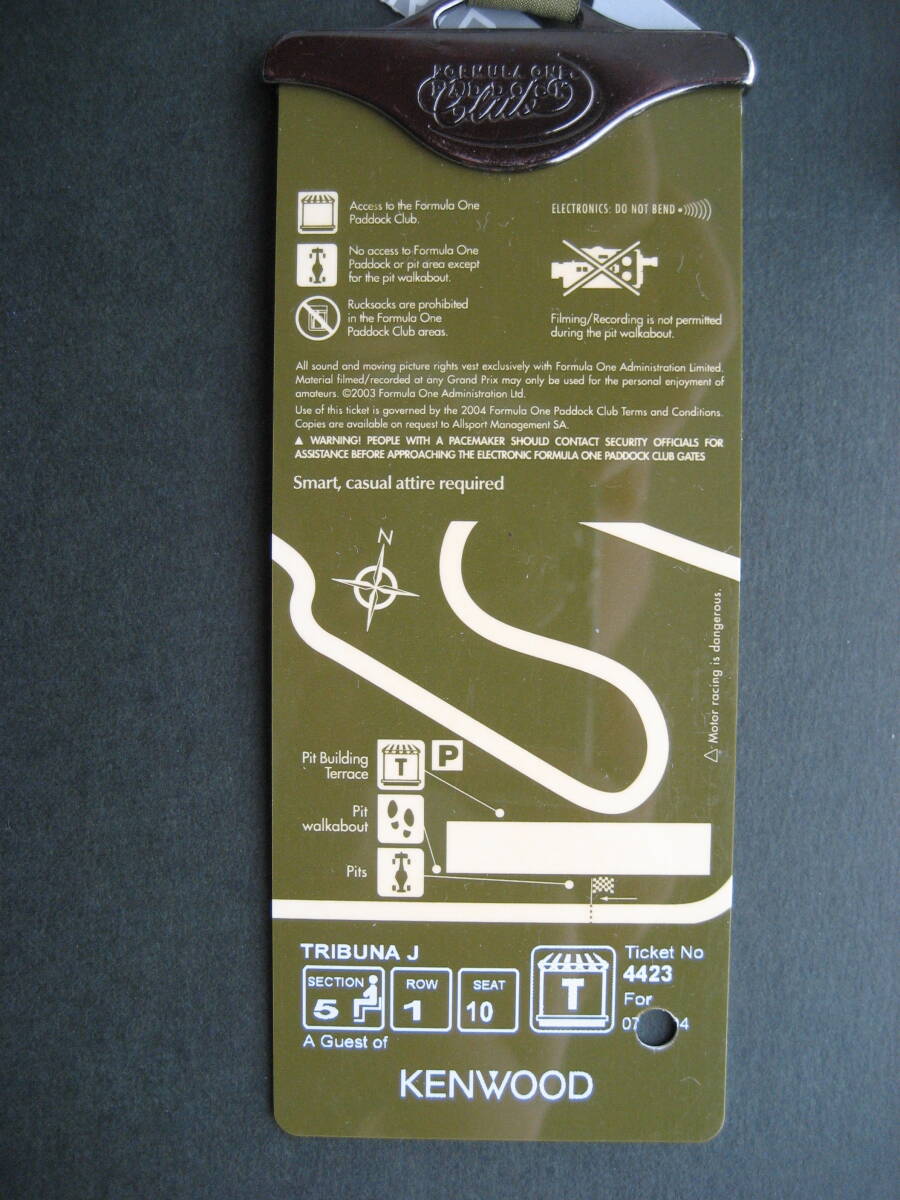 FORMULA ONE
PADDOCK
Club
Access to the Formula One
Paddock Club.
No access to Formula One
Paddock or pit area except
for the pit walkabout.
Rucksacks are prohibited
in the Formula One
Paddock Club areas.
ELECTRONICS: DO NOT BEND
Filming/Recording is not permitted
during the pit walkabout.
All sound and moving picture rights vest exclusively with Formula One Administration Limited.
Material filmed/recorded at any Grand Prix may only be used for the personal enjoyment of
amateurs. ©2003 Formula One Administration Ltd.
Use of this ticket is governed by the 2004 Formula One Paddock Club Terms and Conditions.
Copies are available on request to Allsport Management SA.
WARNING! PEOPLE WITH A PACEMAKER SHOULD CONTACT SECURITY OFFICIALS FOR
ASSISTANCE BEFORE APPROACHING THE ELECTRONIC FORMULA ONE PADDOCK CLUB GATES
Smart, casual attire required
N
Motor racing is dangerous.
Pit Building
Terrace
T
P
Pit
walkabout
Pits
TRIBUNA J
SECTION
5
ROW
1
SEAT
10
T
Ticket No
4423
For
A Guest of
KENWOOD